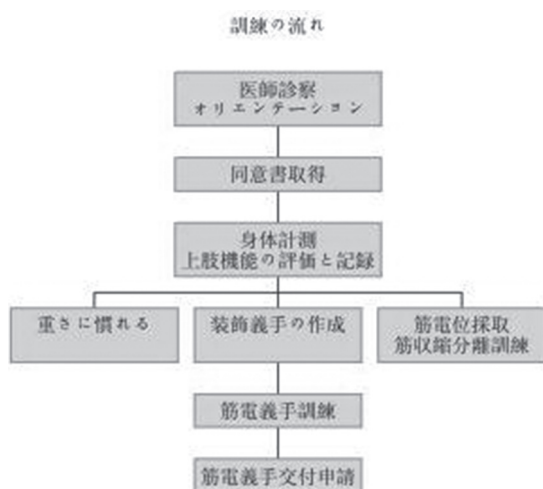 訓練の流れ
医師診察
オリエンテーション
同意書取得
身体計測
上肢機能の評価と記録
重さに慣れる
装飾義手の作成
筋電位採取
筋収縮分離訓練
筋電義手訓練
筋電義手交付申請